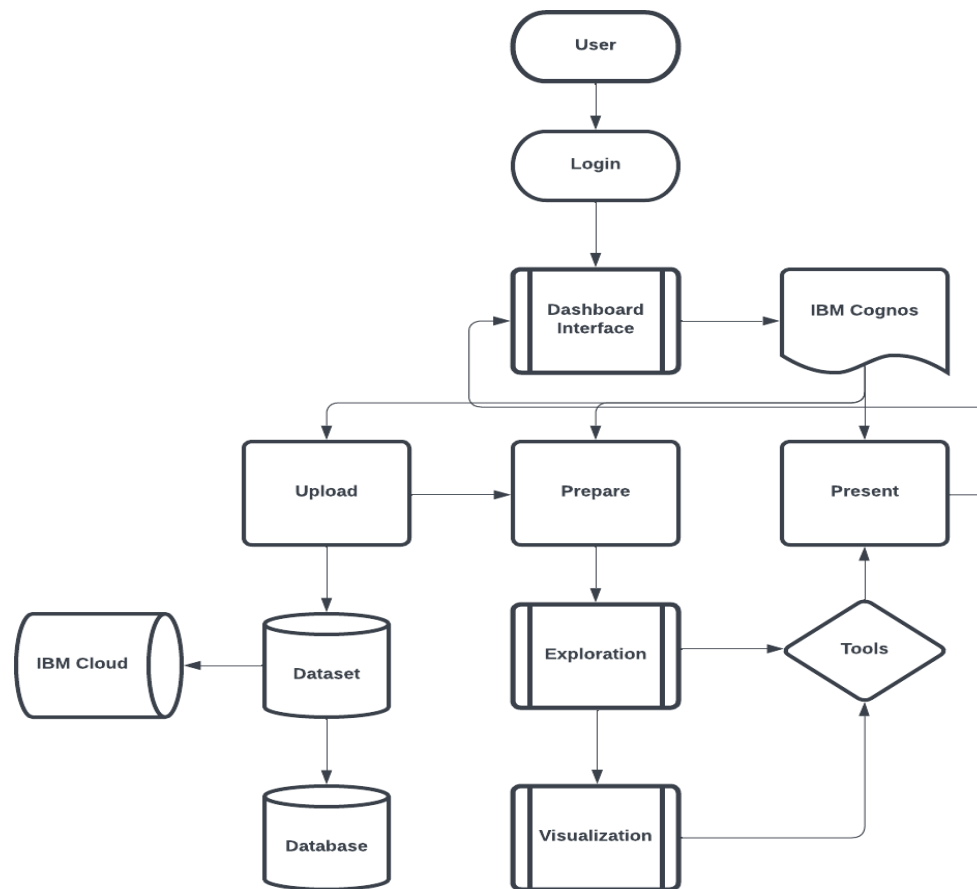 User
Login
Dashboard
Interface
IBM Cognos
Upload
Prepare
Present
IBM Cloud
Dataset
Exploration
Tools
Database
Visualization